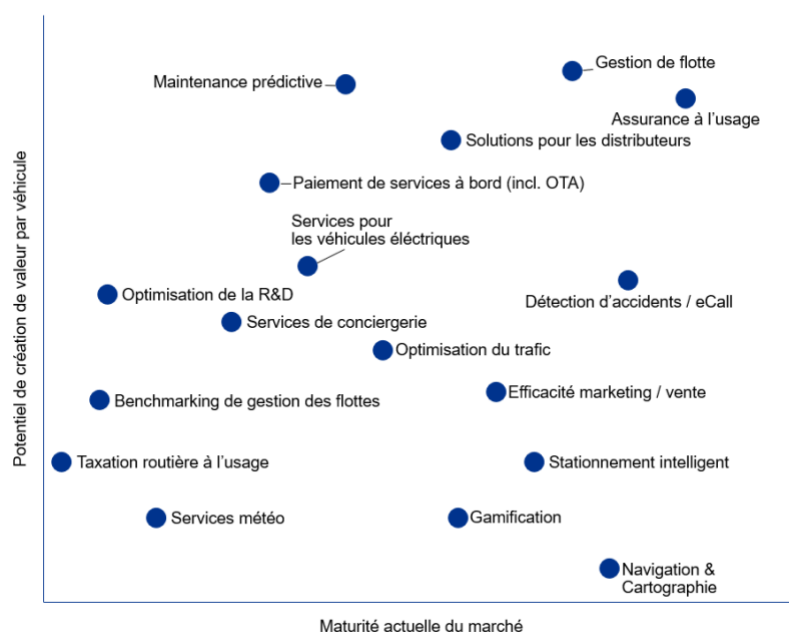 Gestion de flotte
Maintenance prédictive
Assurance à l’usage
Solutions pour les distributeurs
Paiement de services à bord (incl. OTA)
Services pour
les véhicules éléctriques
Optimisation de la R&D
Détection d’accidents / eCall
Services de conciergerie
Optimisation du trafic
Efficacité marketing / vente
Benchmarking de gestion des flottes
Taxation routière à l’usage
Stationnement intelligent
Services météo
Gamification
Navigation &
Cartographie
Potentiel de création de valeur par véhicule
Maturité actuelle du marché